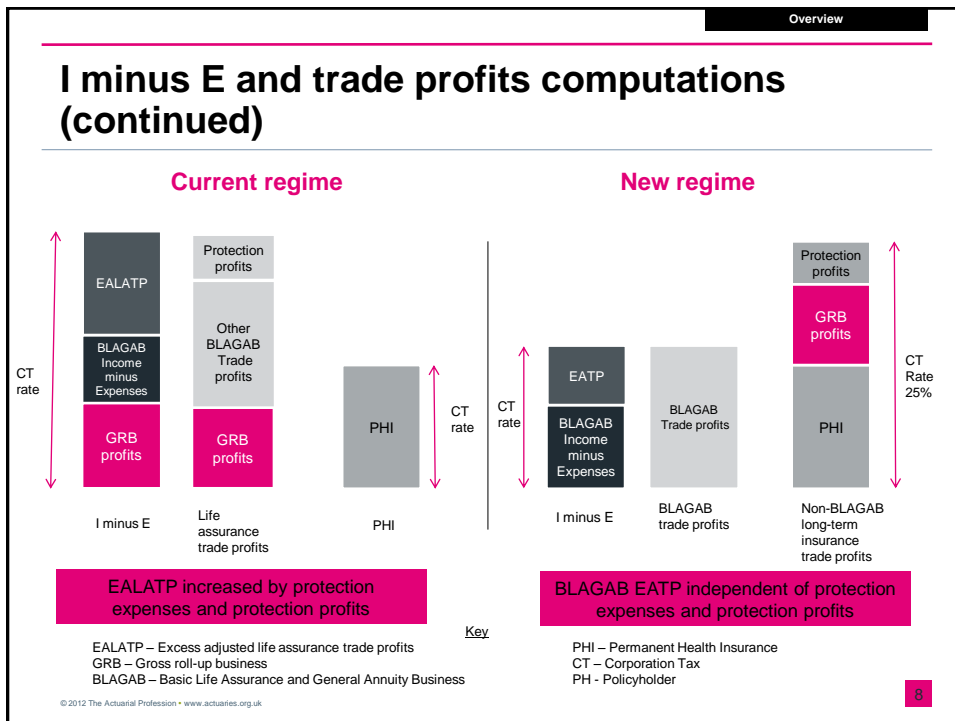 Overview
I minus E and trade profits computations
(continued)
Current regime
New regime
CT
rate
EALATP
BLAGAB
Income
minus
Expenses
GRB
profits
Protection
profits
Other
BLAGAB
Trade
profits
GRB
profits
PHI
CT
rate
I minus E
Life
assurance
trade profits
PHI
CT
rate
EATP
BLAGAB
Income
minus
Expenses
BLAGAB
Trade profits
Protection
profits
GRB
profits
PHI
CT
Rate
25%
I minus E
BLAGAB
trade profits
Non-BLAGAB
long-term
insurance
trade profits
EALATP increased by protection
expenses and protection profits
BLAGAB EATP independent of protection
expenses and protection profits
Key
EALATP – Excess adjusted life assurance trade profits
GRB – Gross roll-up business
BLAGAB – Basic Life Assurance and General Annuity Business
PHI – Permanent Health Insurance
CT – Corporation Tax
PH - Policyholder
© 2012 The Actuarial Profession • www.actuaries.org.uk
8